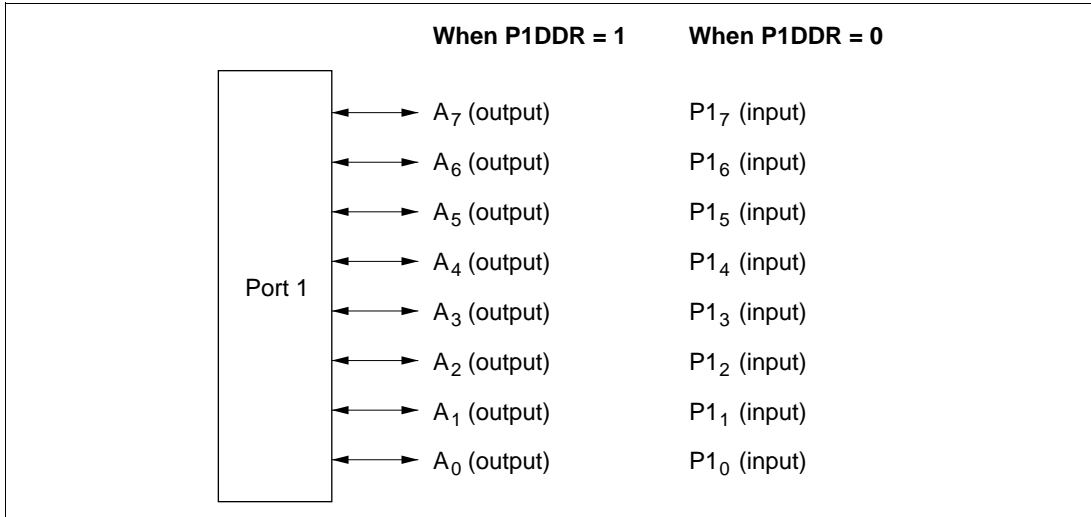 When P1DDR = 1 When P1DDR = 0
A7 (output) P17 (input)
A6 (output) P16 (input)
A5 (output) P15 (input)
A4 (output) P14 (input)
Port 1
A3 (output) P13 (input)
A2 (output) P12 (input)
A1 (output) P11 (input)
A0 (output) P10 (input)